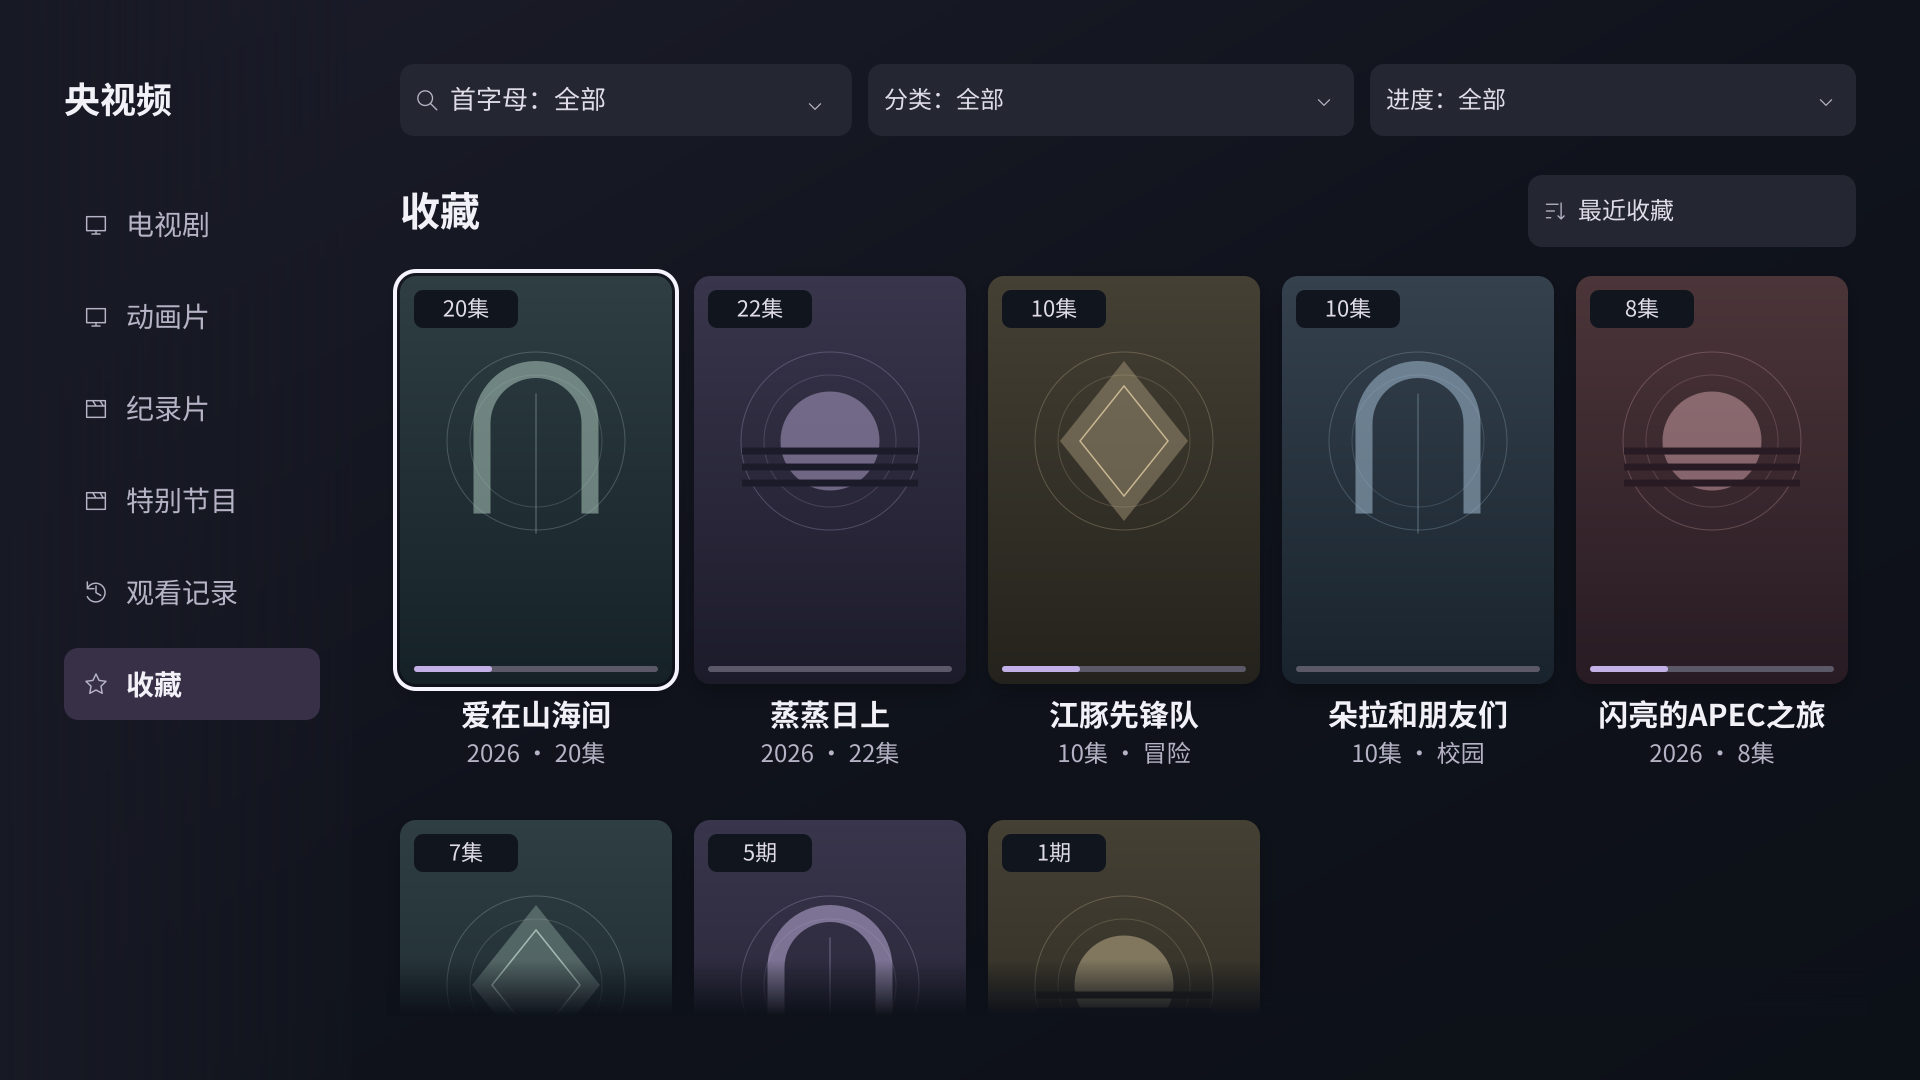 央视频
首字母：全部
分类：全部
进度：全部
电视剧
动画片
纪录片
特别节目
观看记录
收藏
收藏
最近收藏
20集
22集
10集
10集
8集
爱在山海间
蒸蒸日上
江豚先锋队
朵拉和朋友们
闪亮的APEC之旅
2026 • 20集
2026 • 22集
10集 • 冒险
10集 • 校园
2026 • 8集
7集
5期
1期